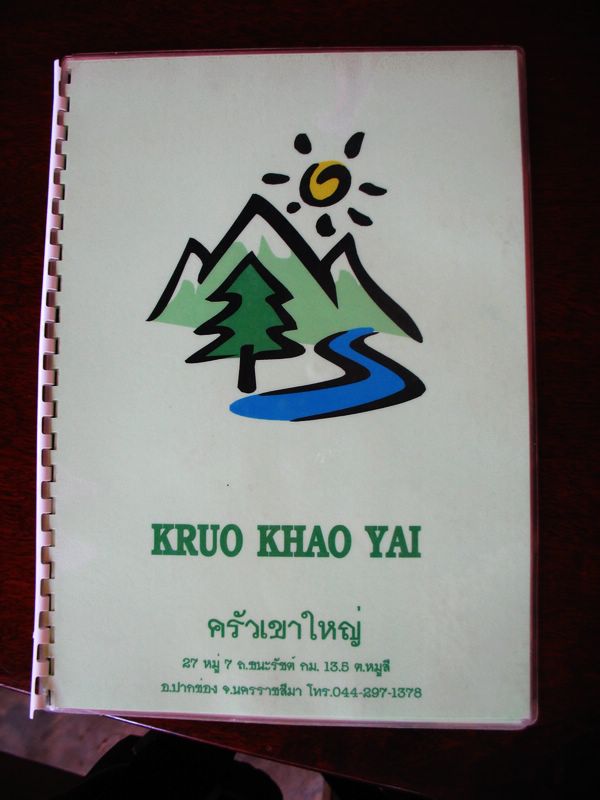 KRUO KHAO YAI
ครัวเขาใหญ่
27 หมู่ 7 ถ.ธนะรัชต์ กม. 13.5 ต.หมูสี
อ.ปากช่อง จ.นครราชสีมา โทร.044-297-1378